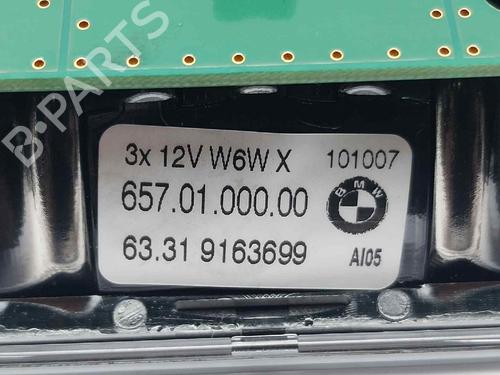 B-PARTS
3x 12V W6W X 101007
657.01.000.00
BMW
63.31 9163699 AI05